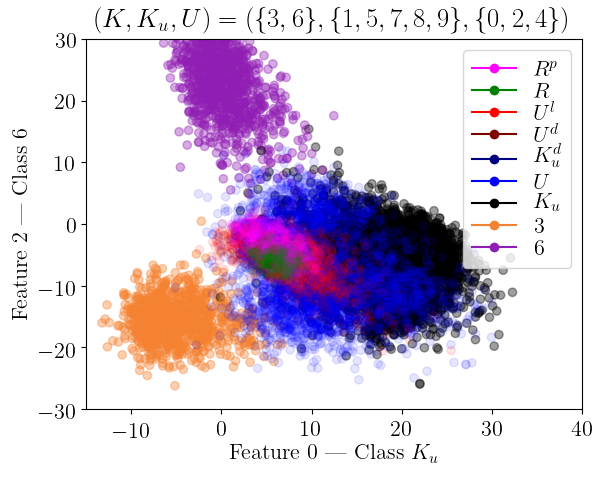 (K, K_u, U) = ({3, 6}, {1, 5, 7, 8, 9}, {0, 2, 4})
30
20
10
0
−10
−20
−30
Feature 2 — Class 6
R^p
R
U^l
U^d
K_u^d
U
K_u
3
6
−10
0
10
20
30
40
Feature 0 — Class K_u